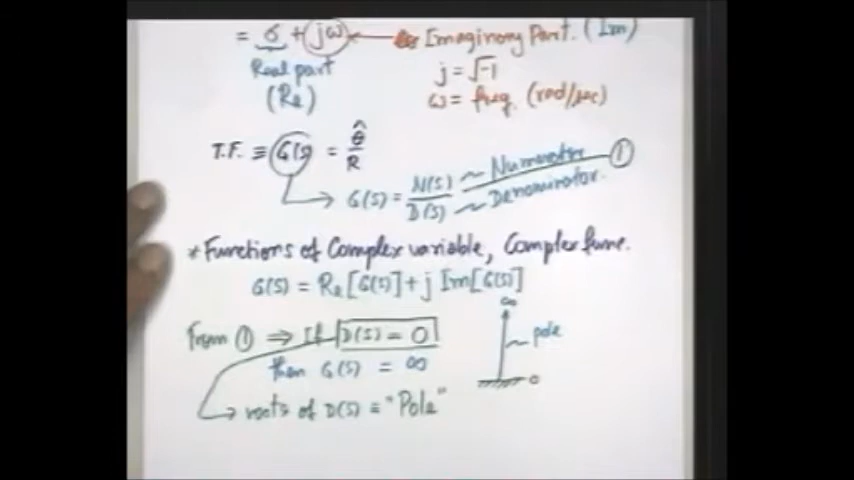 = σ + jω ← Imaginary Part. (Im)
Real part
(Re)
j = √-1
ω = freq. (rad/sec)
T.F. ≡ G(s) = θ̂/R
→ G(s) = N(s)/D(s) ~ Numerator ~ Denominator. ①
* Functions of Complex variable, Complex func.
G(s) = Re[G(s)] + j Im[G(s)]
From ① ⇒ If D(s) = 0
then G(s) = ∞
→ roots of D(s) ≡ "Pole"
∞
pole
0